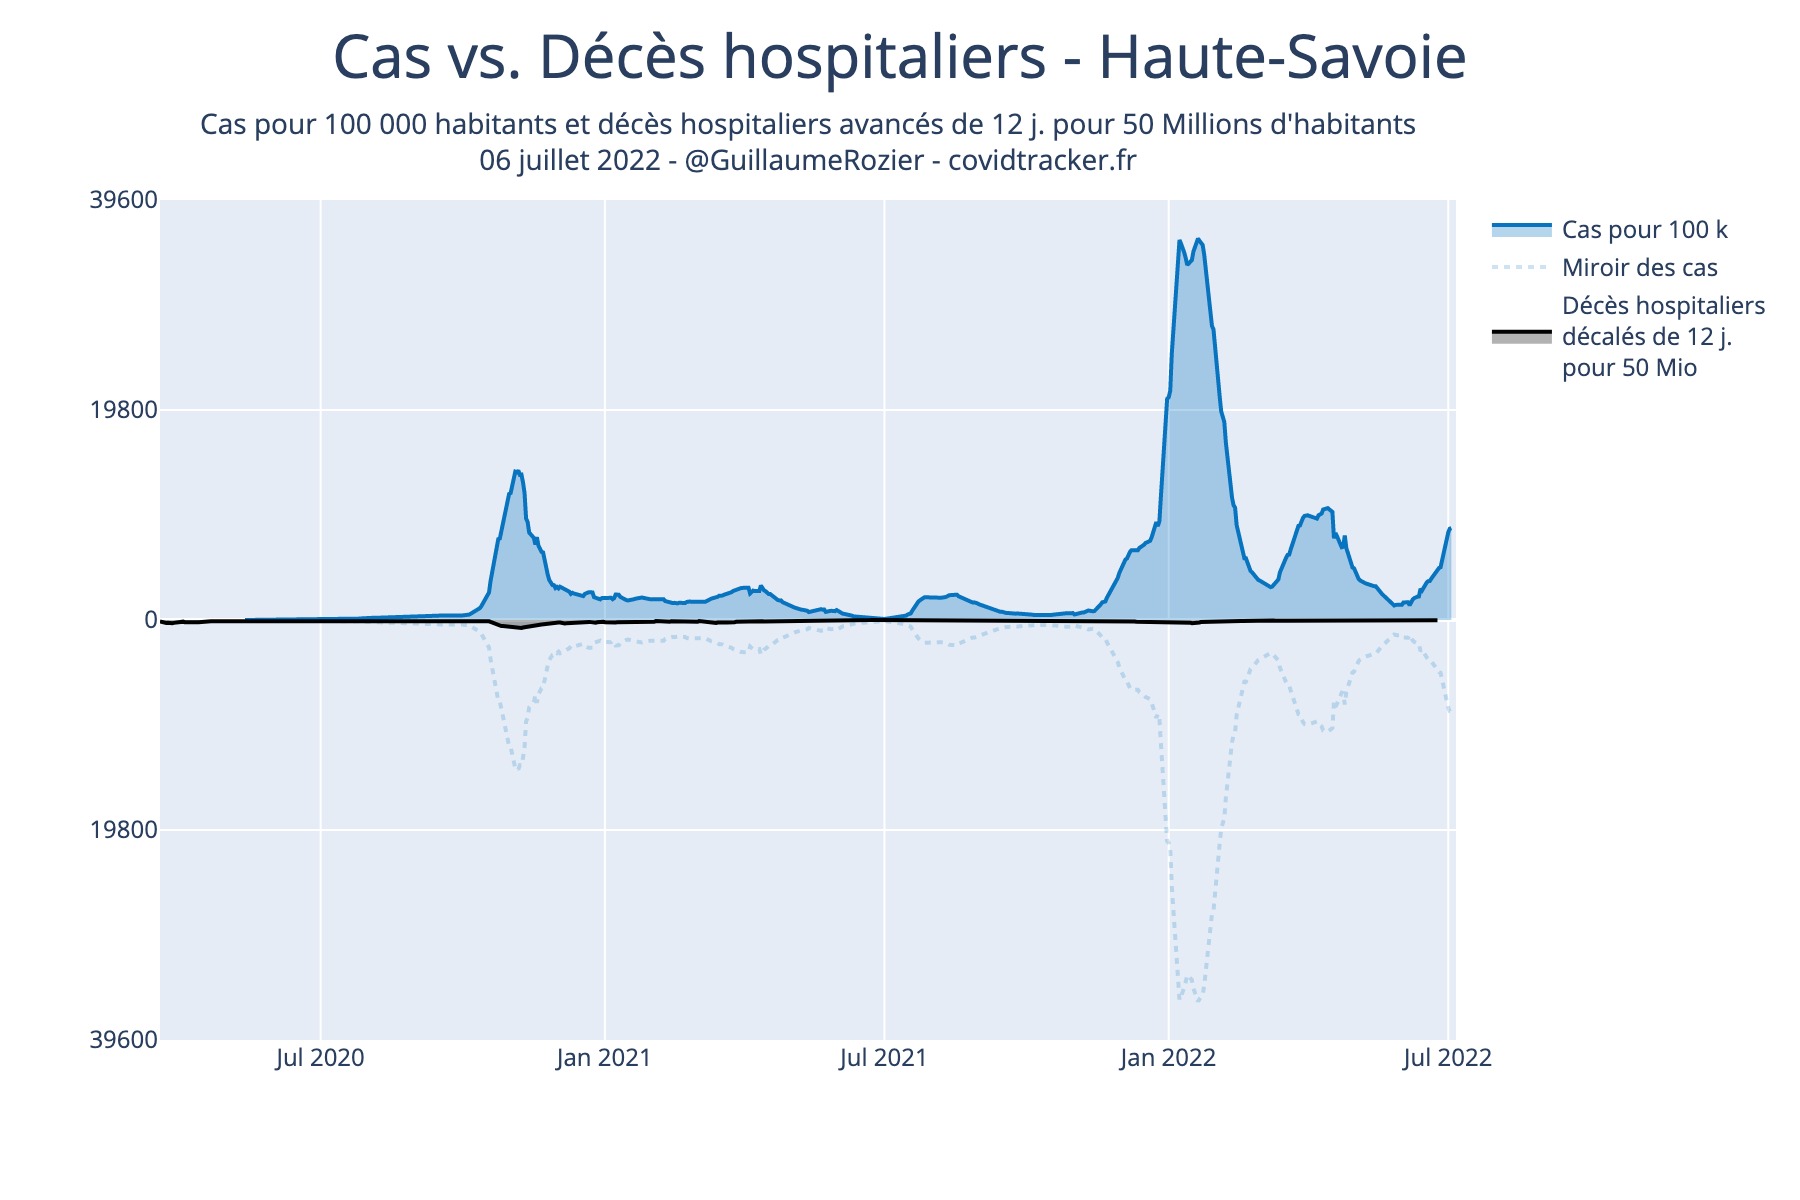 Cas vs. Décès hospitaliers - Haute-Savoie
Cas pour 100 000 habitants et décès hospitaliers avancés de 12 j. pour 50 Millions d'habitants
06 juillet 2022 - @GuillaumeRozier - covidtracker.fr
39600
19800
0
19800
39600
Jul 2020
Jan 2021
Jul 2021
Jan 2022
Jul 2022
Cas pour 100 k
Miroir des cas
Décès hospitaliers
décalés de 12 j.
pour 50 Mio